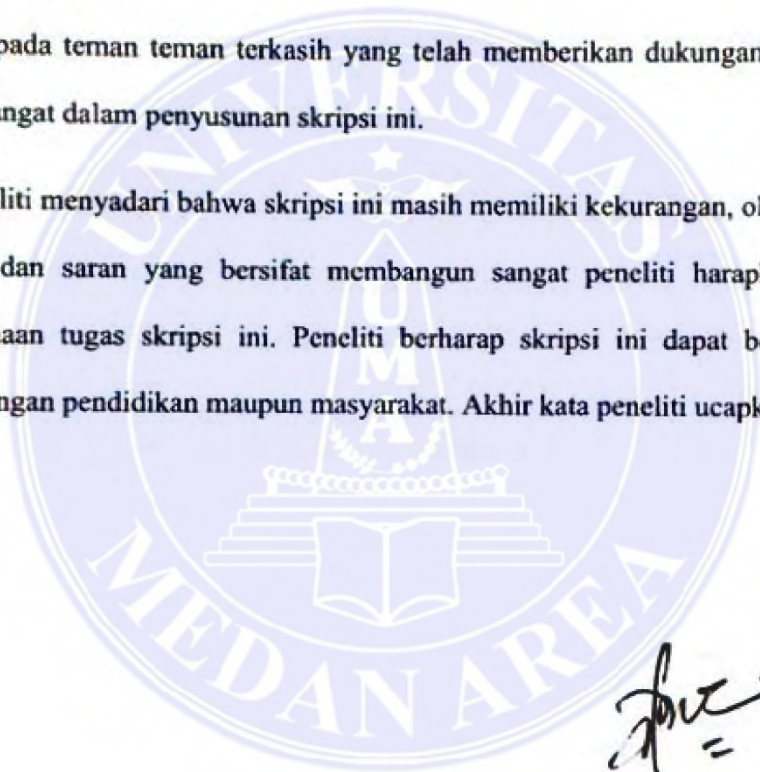 pada teman teman terkasih yang telah memberikan dukungan
ngat dalam penyusunan skripsi ini.
liti menyadari bahwa skripsi ini masih memiliki kekurangan, ol
dan saran yang bersifat membangun sangat peneliti harap
aan tugas skripsi ini. Peneliti berharap skripsi ini dapat b
ngan pendidikan maupun masyarakat. Akhir kata peneliti ucapk
UNIVERSITAS
UMA
MEDAN AREA